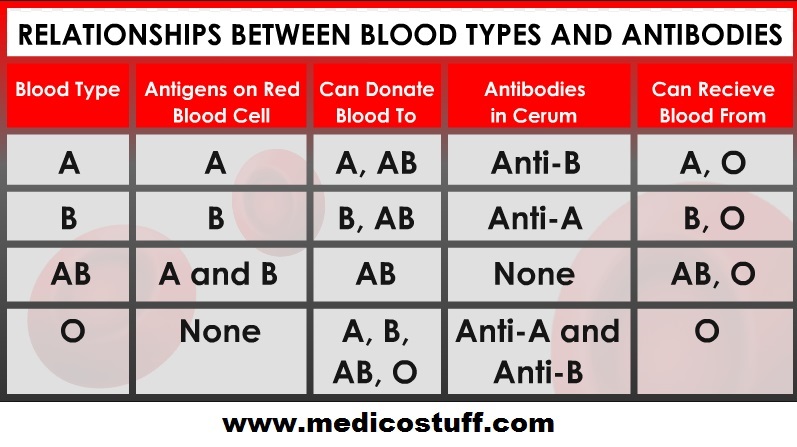 RELATIONSHIPS BETWEEN BLOOD TYPES AND ANTIBODIES
Blood Type
Antigens on Red
Blood Cell
Can Donate
Blood To
Antibodies
in Cerum
Can Recieve
Blood From
A
A
A, AB
Anti-B
A, O
B
B
B, AB
Anti-A
B, O
AB
A and B
AB
None
AB, O
O
None
A, B,
AB, O
Anti-A and
Anti-B
O
www.medicostuff.com